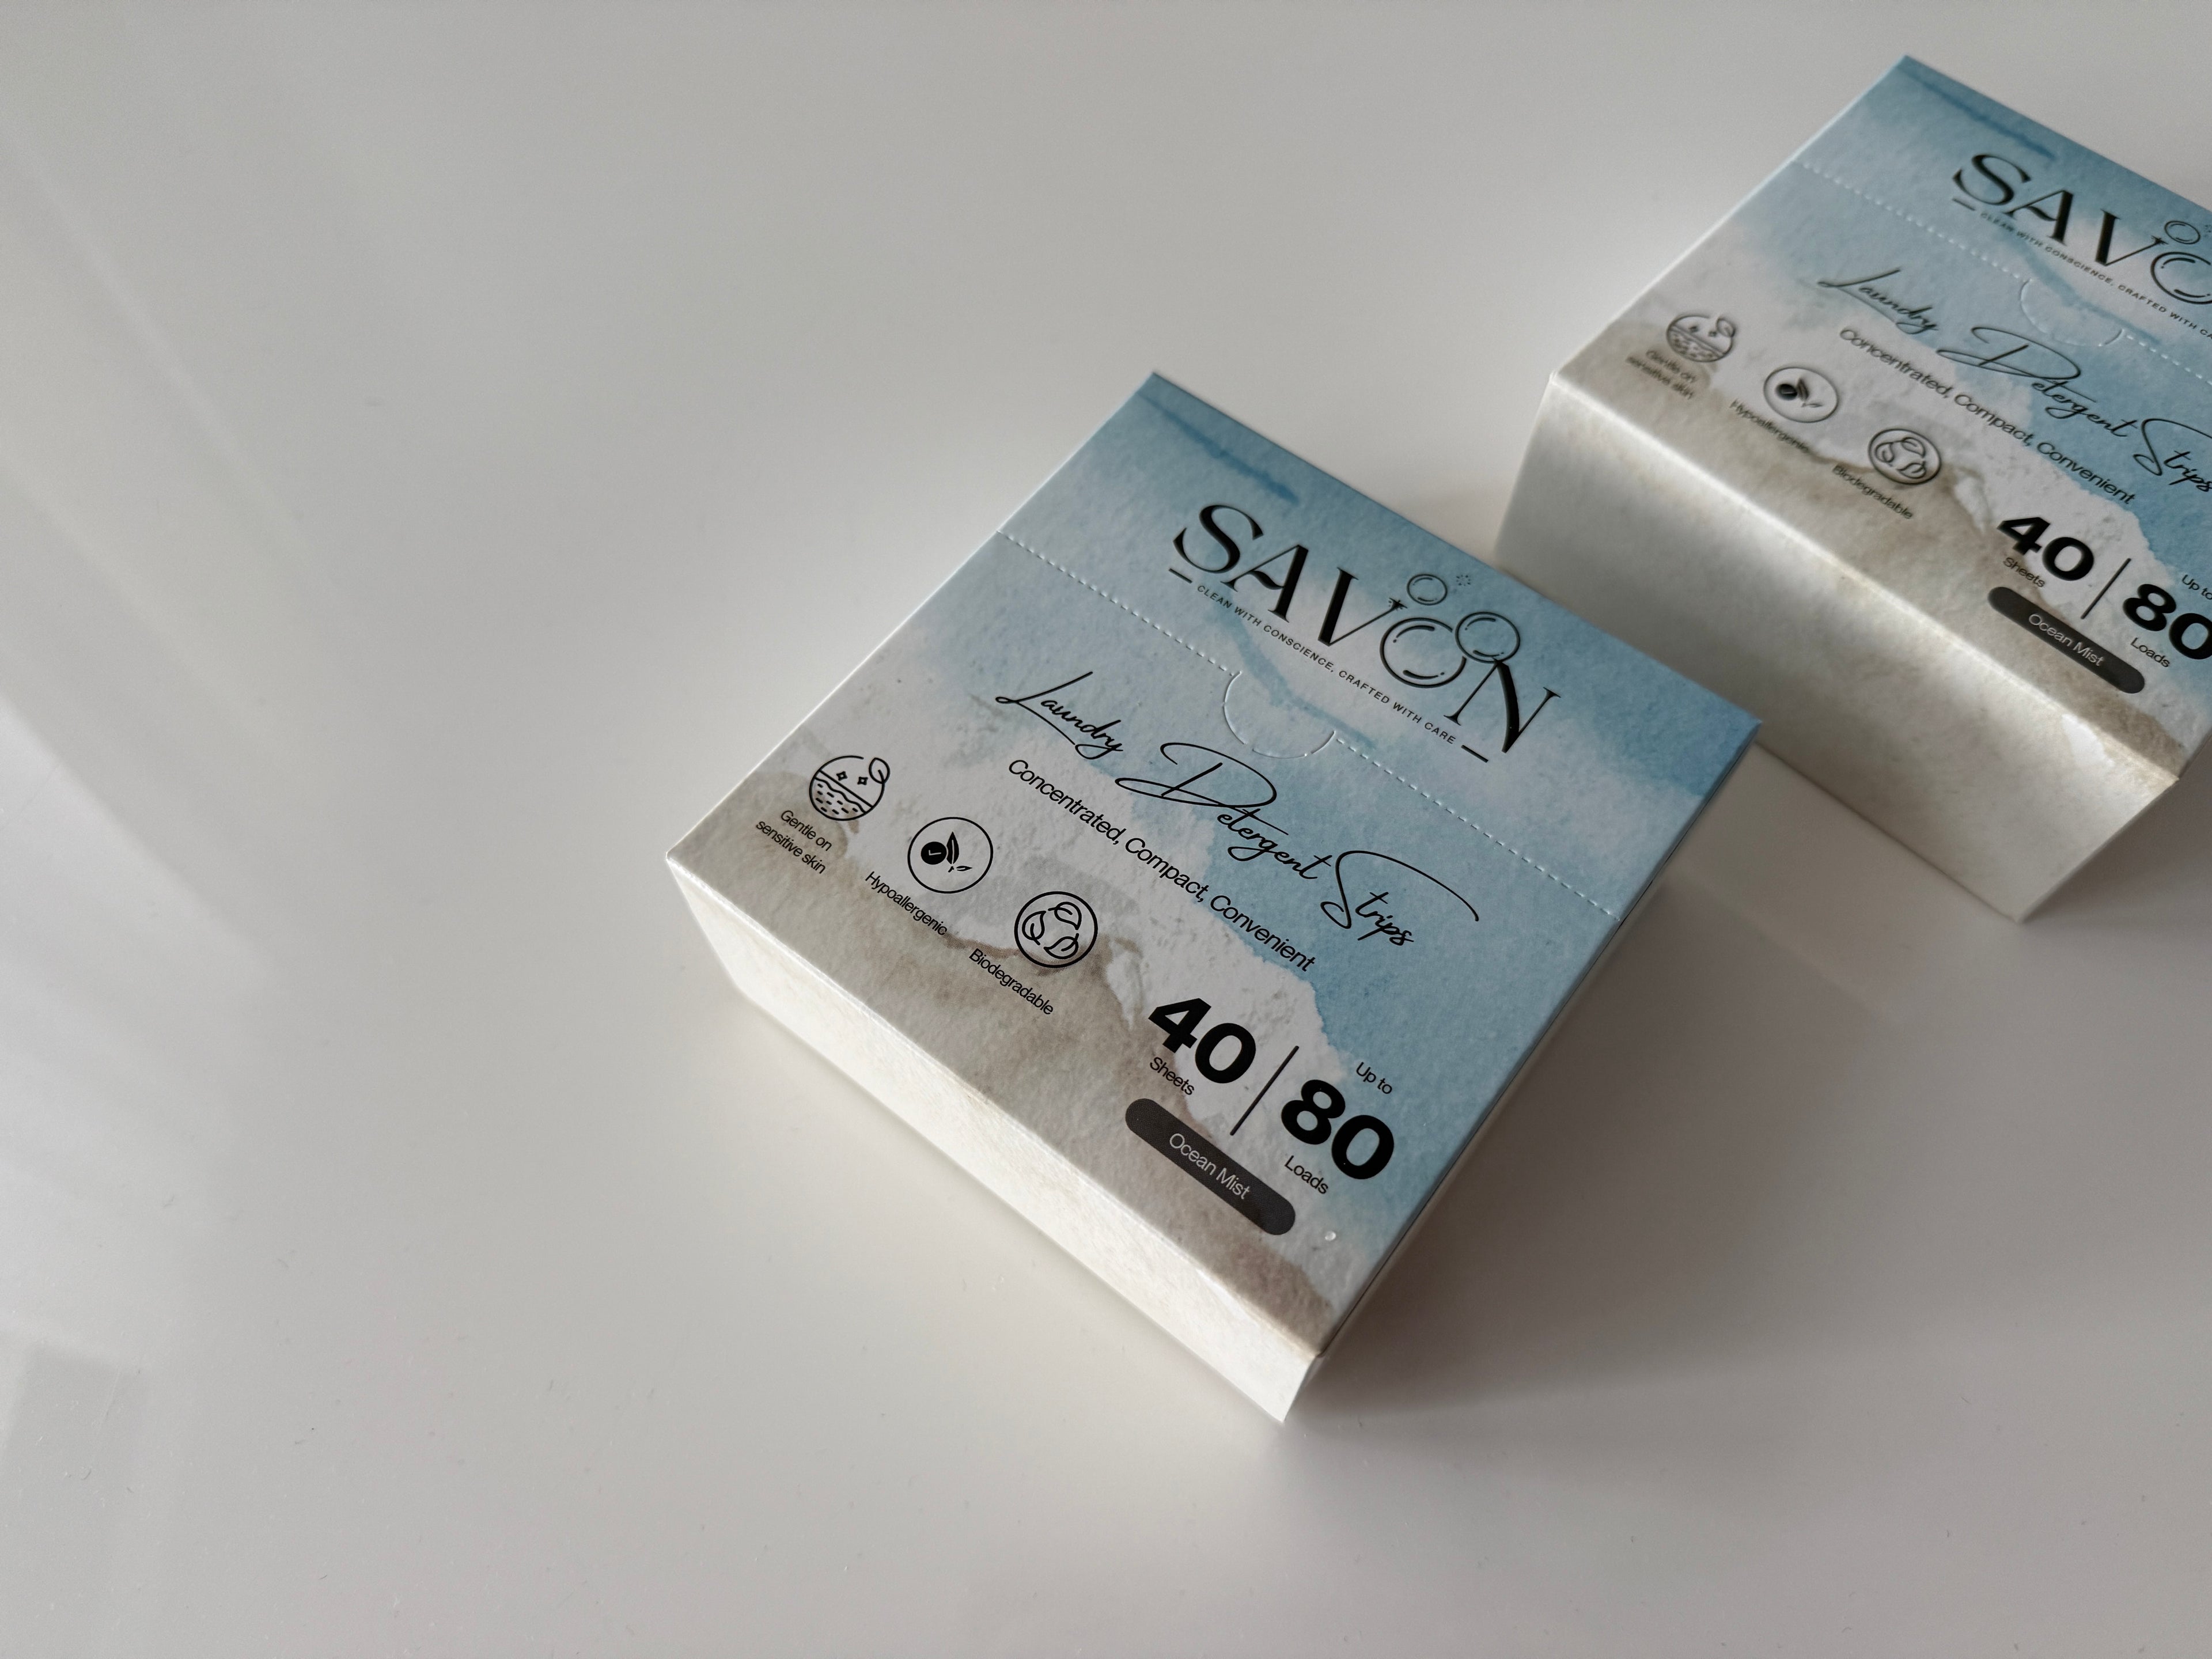 SAVON
CLEAN WITH CONSCIENCE, CRAFTED WITH CARE
Laundry Detergent Strips
Concentrated, Compact, Convenient
Gentle on
sensitive skin
Hypoallergenic
Biodegradable
40
Sheets
Up to
80
Loads
Ocean Mist
SAVO
CLEAN WITH CONSCIENCE, CRAFTED WITH
Laundry Detergent Strips
Concentrated, Compact, Convenient
Gentle on
sensitive skin
Hypoallergenic
Biodegradable
40
Sheets
Up to
80
Loads
Ocean Mist